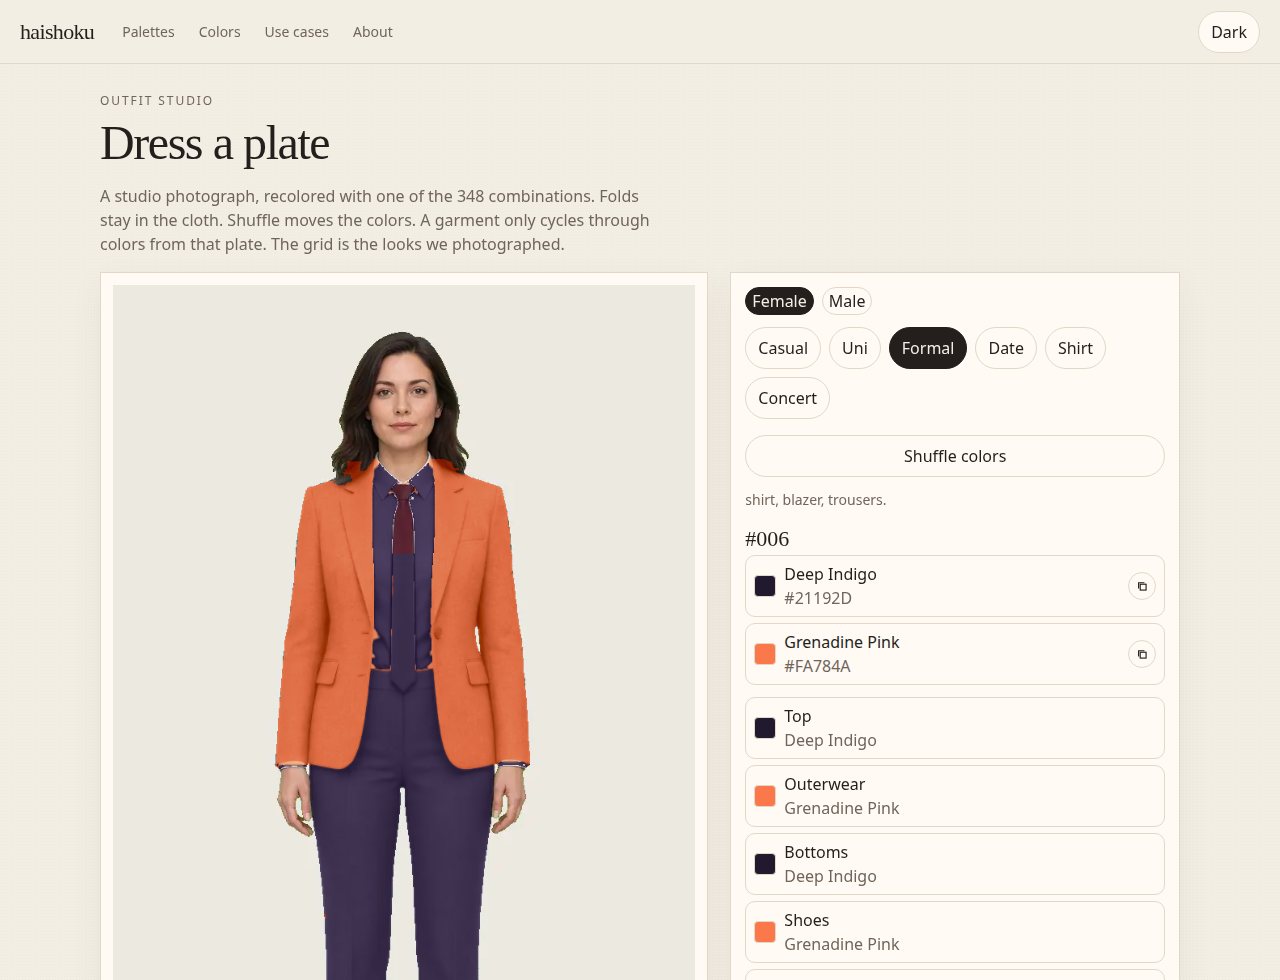 haishoku
Palettes
Colors
Use cases
About
Dark
OUTFIT STUDIO
Dress a plate
A studio photograph, recolored with one of the 348 combinations. Folds
stay in the cloth. Shuffle moves the colors. A garment only cycles through
colors from that plate. The grid is the looks we photographed.
Female
Male
Casual
Uni
Formal
Date
Shirt
Concert
Shuffle colors
shirt, blazer, trousers.
#006
Deep Indigo
#21192D
Grenadine Pink
#FA784A
Top
Deep Indigo
Outerwear
Grenadine Pink
Bottoms
Deep Indigo
Shoes
Grenadine Pink